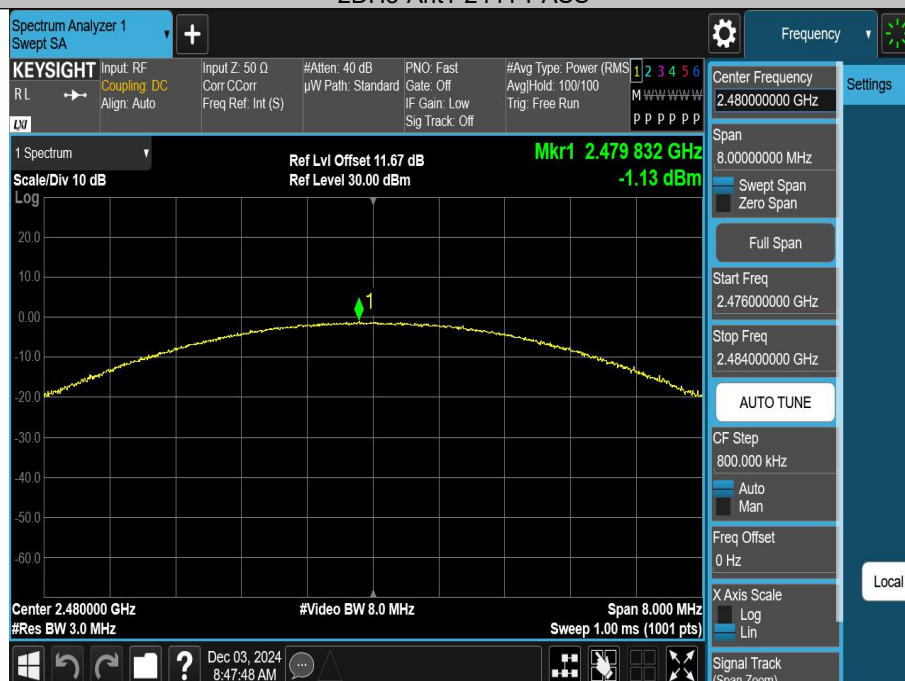 Spectrum Analyzer 1
Swept SA
+
Frequency
KEYSIGHT
RL
LXI
Input: RF
Coupling: DC
Align: Auto
Input Z: 50 Ω
Corr CCorr
Freq Ref: Int (S)
#Atten: 40 dB
µW Path: Standard
PNO: Fast
Gate: Off
IF Gain: Low
Sig Track: Off
#Avg Type: Power (RMS
Avg|Hold: 100/100
Trig: Free Run
1 2 3 4 5 6
M W W W W W
P P P P P P
1 Spectrum
Scale/Div 10 dB
Log
Ref Lvl Offset 11.67 dB
Ref Level 30.00 dBm
Mkr1 2.479 832 GHz
-1.13 dBm
20.0
10.0
0.00
-10.0
-20.0
-30.0
-40.0
-50.0
-60.0
1
Center 2.480000 GHz
#Res BW 3.0 MHz
#Video BW 8.0 MHz
Span 8.000 MHz
Sweep 1.00 ms (1001 pts)
?
Dec 03, 2024
8:47:48 AM
Center Frequency
2.480000000 GHz
Settings
Span
8.00000000 MHz
Swept Span
Zero Span
Full Span
Start Freq
2.476000000 GHz
Stop Freq
2.484000000 GHz
AUTO TUNE
CF Step
800.000 kHz
Auto
Man
Freq Offset
0 Hz
Local
X Axis Scale
Log
Lin
Signal Track
(Span Zoom)